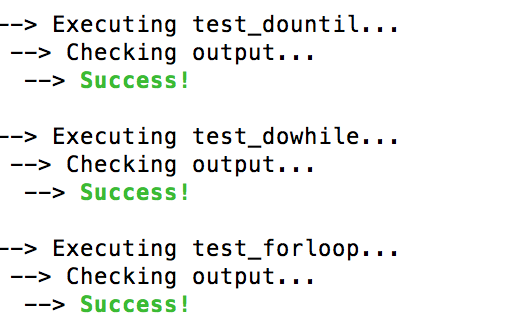 --> Executing test_dountil...
--> Checking output...
--> Success!
--> Executing test_dowhile...
--> Checking output...
--> Success!
--> Executing test_forloop...
--> Checking output...
--> Success!